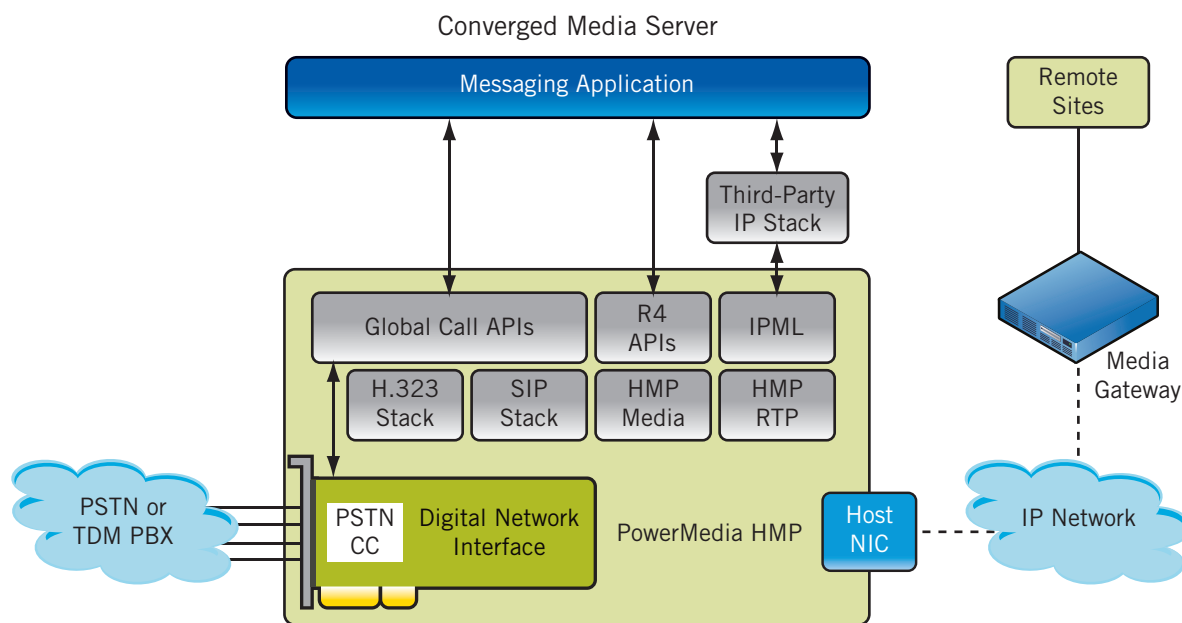 Converged Media Server
Messaging Application
Remote
Sites
Third-Party
IP Stack
Global Call APIs
R4
APIs
IPML
Media
Gateway
H.323
Stack
SIP
Stack
HMP
Media
HMP
RTP
PSTN or
TDM PBX
PSTN
CC
Digital Network
Interface
PowerMedia HMP
Host
NIC
IP Network